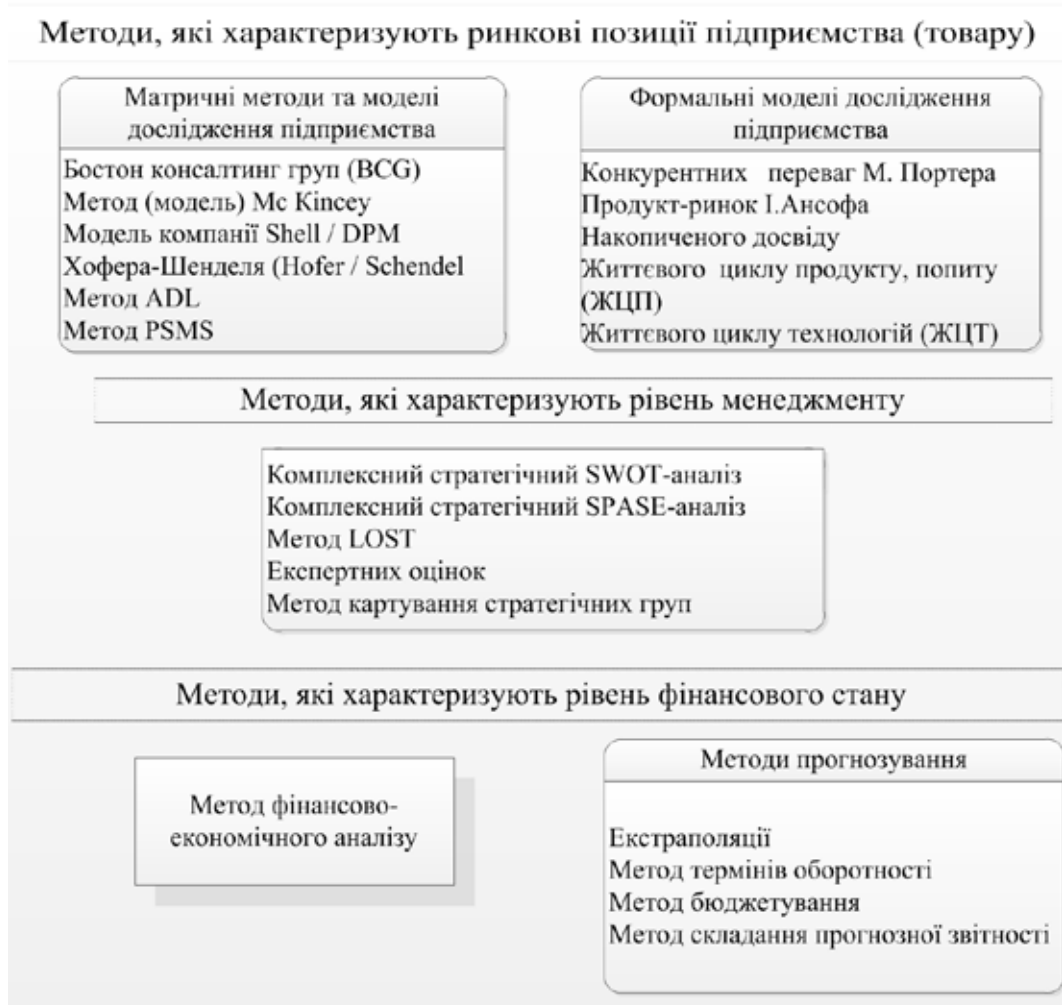 Методи, які характеризують ринкові позиції підприємства (товару)
Матричні методи та моделі
дослідження підприємства
Бостон консалтинг груп (BCG)
Метод (модель) Mc Kincey
Модель компанії Shell / DPM
Хофера-Шенделя (Hofer / Schendel
Метод ADL
Метод PSMS
Формальні моделі дослідження
підприємства
Конкурентних переваг М. Портера
Продукт-ринок І.Ансофа
Накопиченого досвіду
Життєвого циклу продукту, попиту
(ЖЦП)
Життєвого циклу технологій (ЖЦТ)
Методи, які характеризують рівень менеджменту
Комплексний стратегічний SWOT-аналіз
Комплексний стратегічний SPASE-аналіз
Метод LOST
Експертних оцінок
Метод картування стратегічних груп
Методи, які характеризують рівень фінансового стану
Метод фінансово-
економічного аналізу
Методи прогнозування
Екстраполяції
Метод термінів оборотності
Метод бюджетування
Метод складання прогнозної звітності